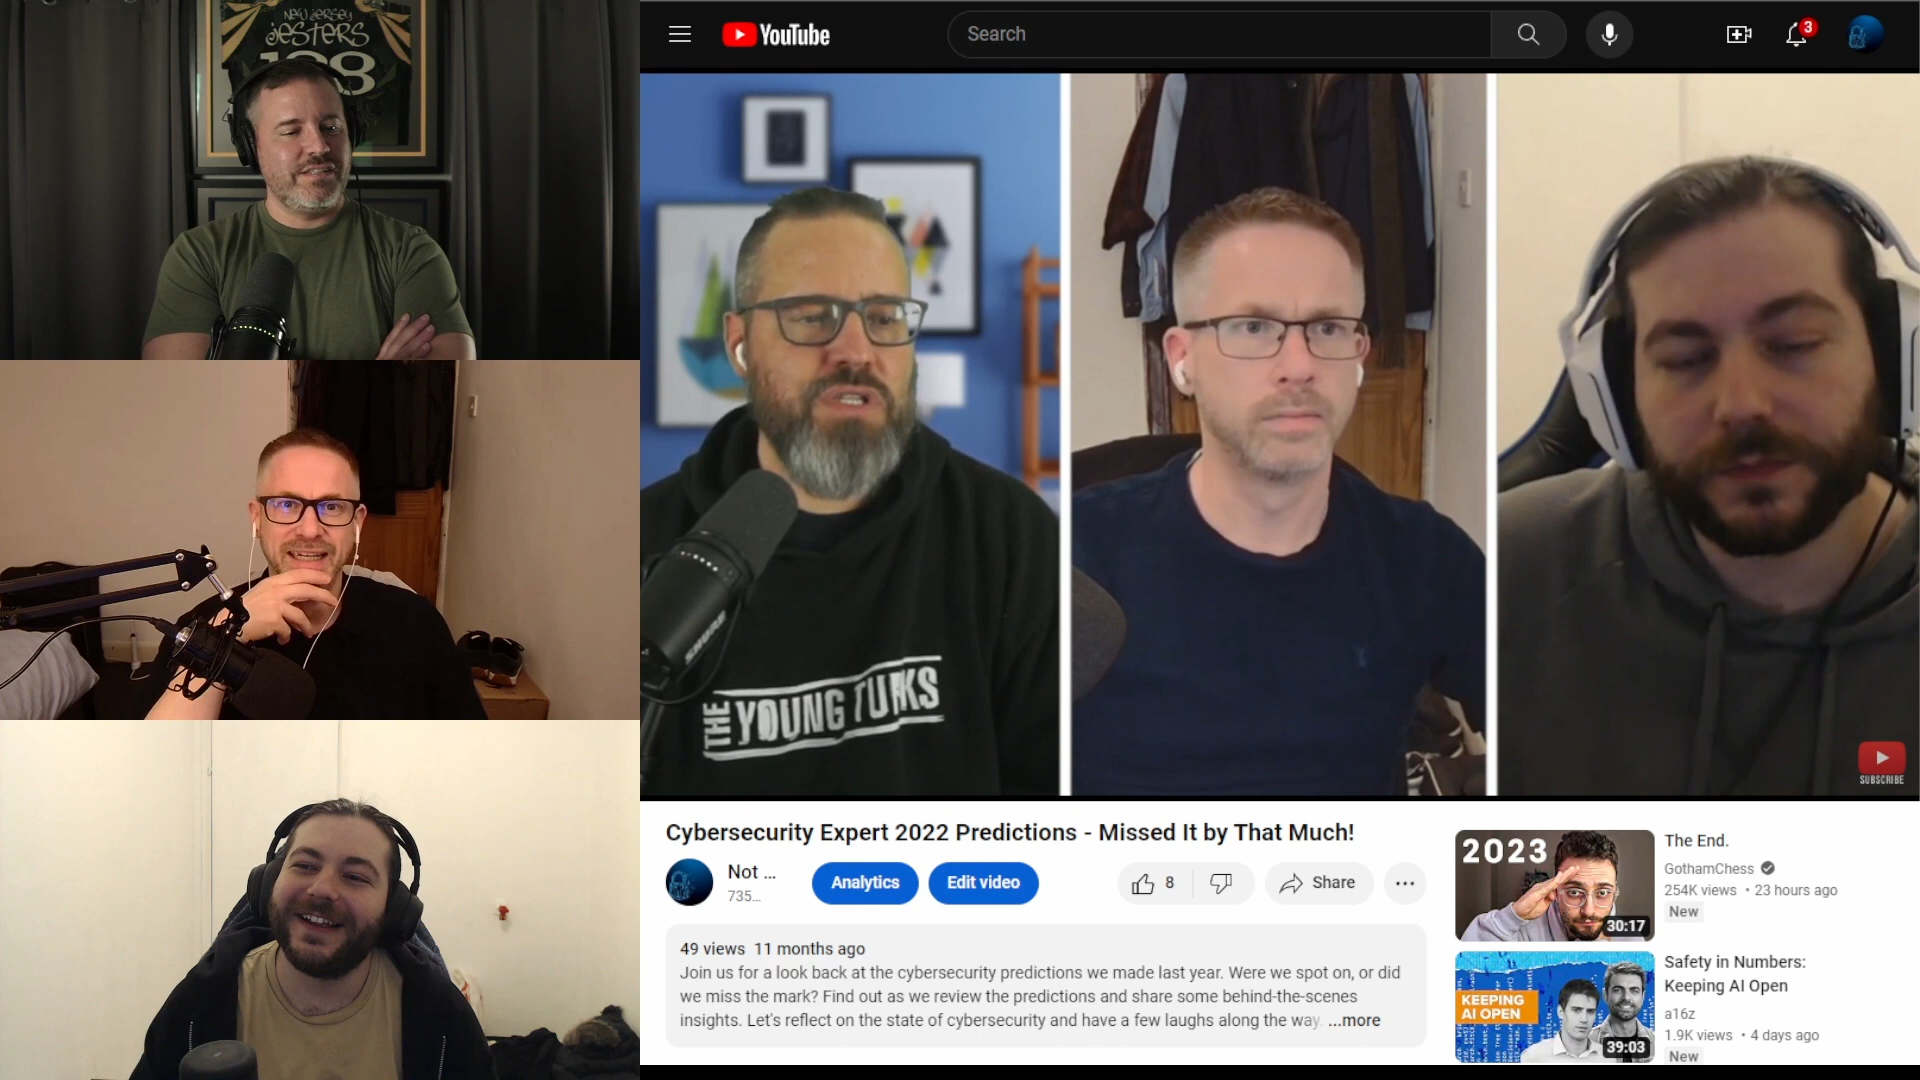 NEW JERSEY
JESTERS
YouTube
Search
3
SHURE
THE
YOUNG TURKS
SUBSCRIBE
Cybersecurity Expert 2022 Predictions - Missed It by That Much!
Not ...
735...
Analytics
Edit video
8
Share
49 views 11 months ago
Join us for a look back at the cybersecurity predictions we made last year. Were we spot on, or did
we miss the mark? Find out as we review the predictions and share some behind-the-scenes
insights. Let's reflect on the state of cybersecurity and have a few laughs along the way. ...more
2023
30:17
The End.
GothamChess
254K views • 23 hours ago
New
KEEPING
AI OPEN
39:03
Safety in Numbers:
Keeping AI Open
a16z
1.9K views • 4 days ago
New